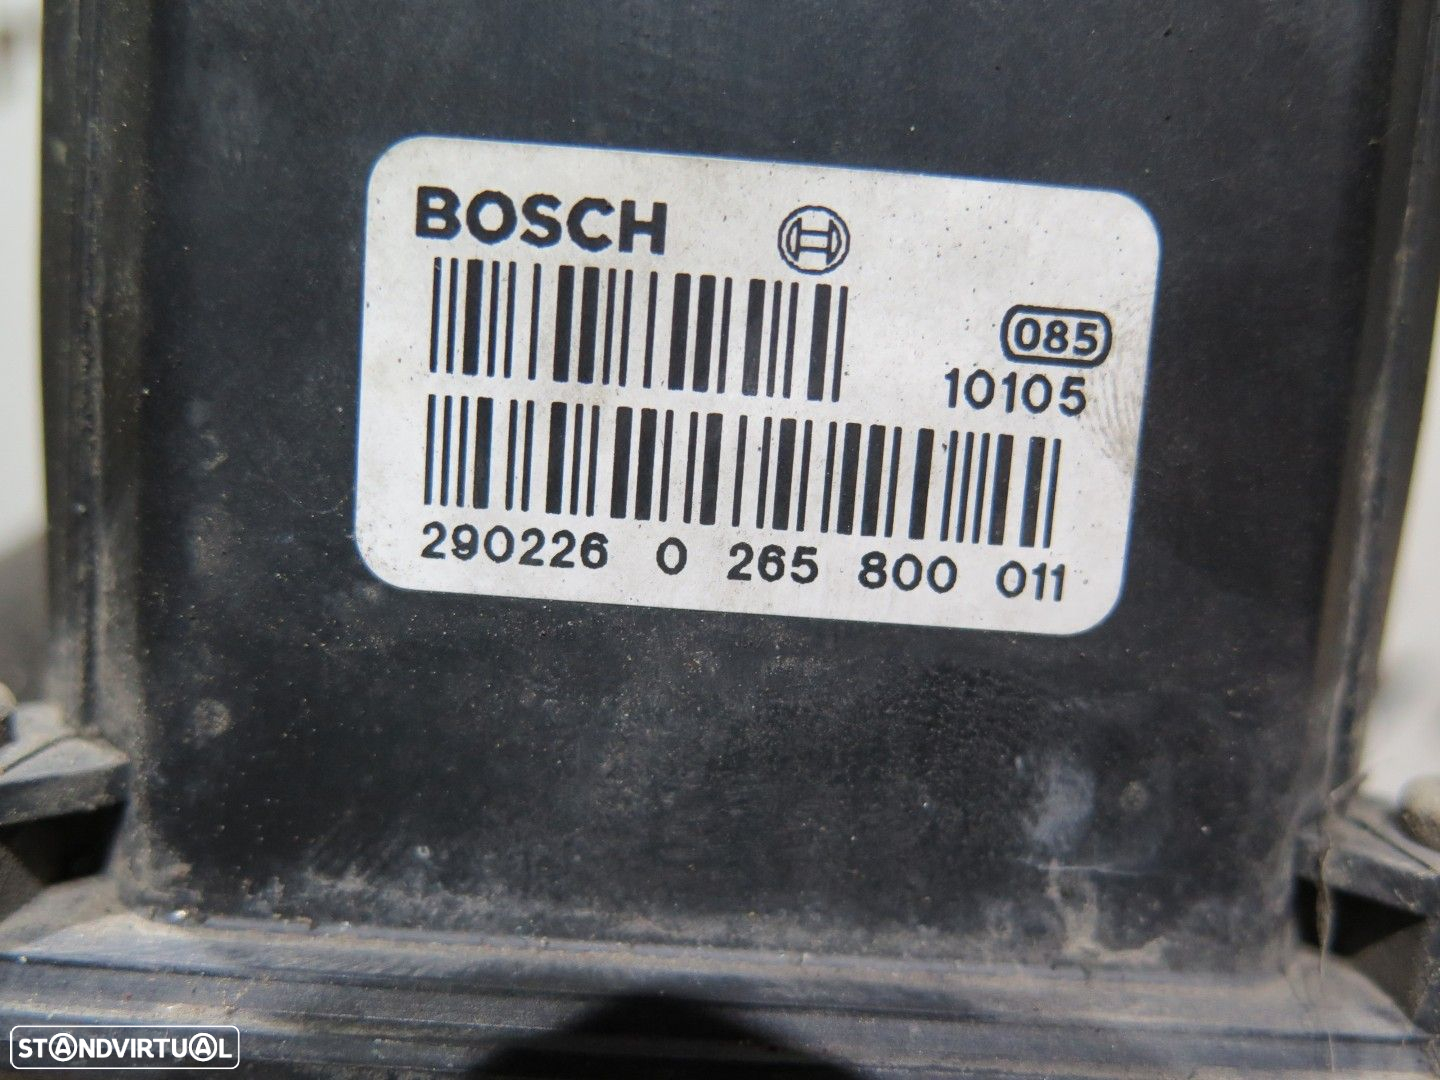 BOSCH
085
10105
290226 0 265 800 011
STANDVIRTUAL